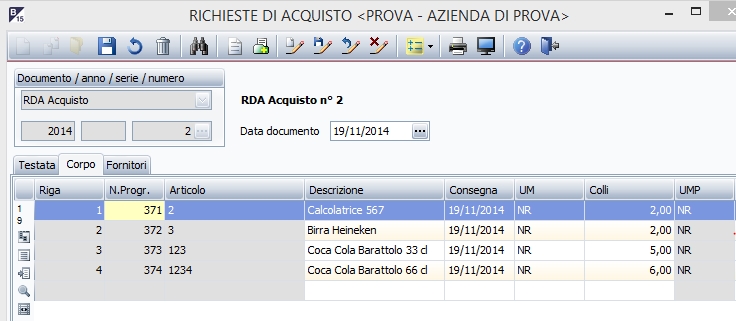 B 15 RICHIESTE DI ACQUISTO <PROVA - AZIENDA DI PROVA>
Documento / anno / serie / numero
RDA Acquisto
RDA Acquisto n° 2
2014 2 ... Data documento 19/11/2014 ...
Testata Corpo Fornitori
Riga N.Progr. Articolo Descrizione Consegna UM Colli UMP
1 371 2 Calcolatrice 567 19/11/2014 NR 2,00 NR
2 372 3 Birra Heineken 19/11/2014 NR 2,00 NR
3 373 123 Coca Cola Barattolo 33 cl 19/11/2014 NR 5,00 NR
4 374 1234 Coca Cola Barattolo 66 cl 19/11/2014 NR 6,00 NR
1
9